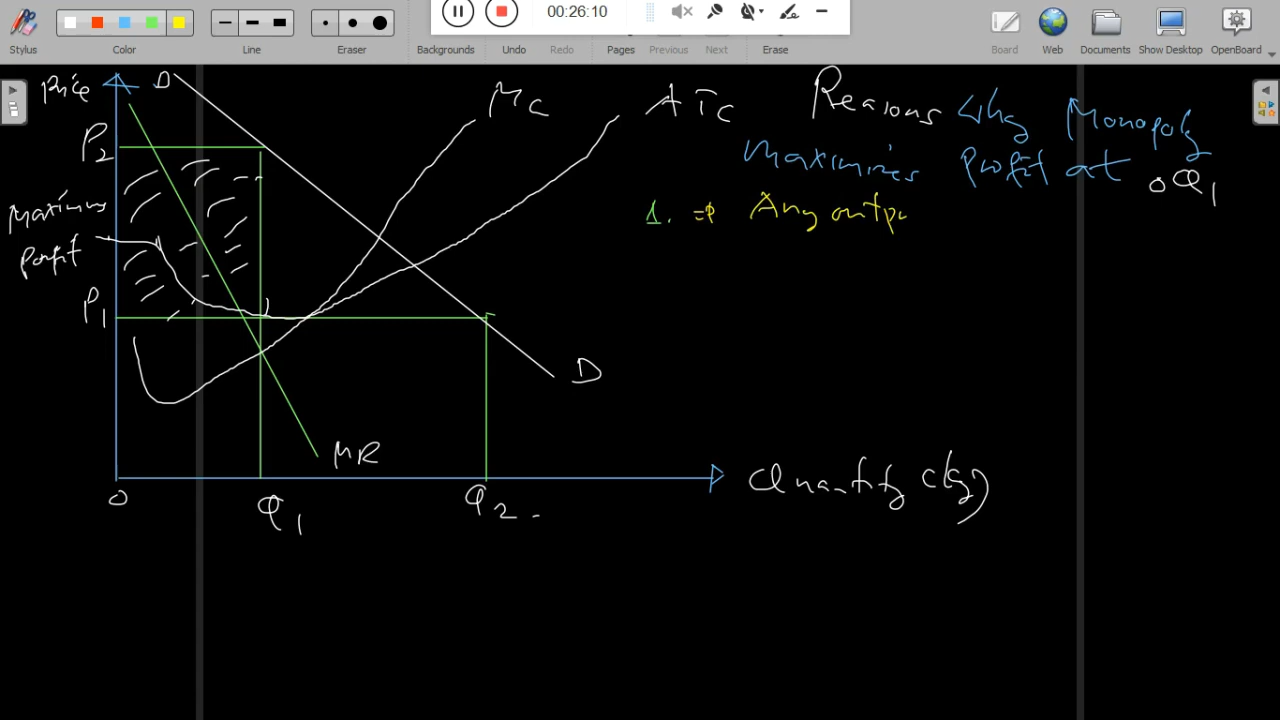 00:26:10
Stylus Color Line Eraser Backgrounds Undo Redo Pages Previous Next Erase Board Web Documents Show Desktop OpenBoard
Price D MC ATC Reasons Why Monopoly
Maximizes Profit at OQ1
P2
1. => Any outpu
Maximum
Profit
P1
D
MR
Quantity (kg)
0 Q1 Q2